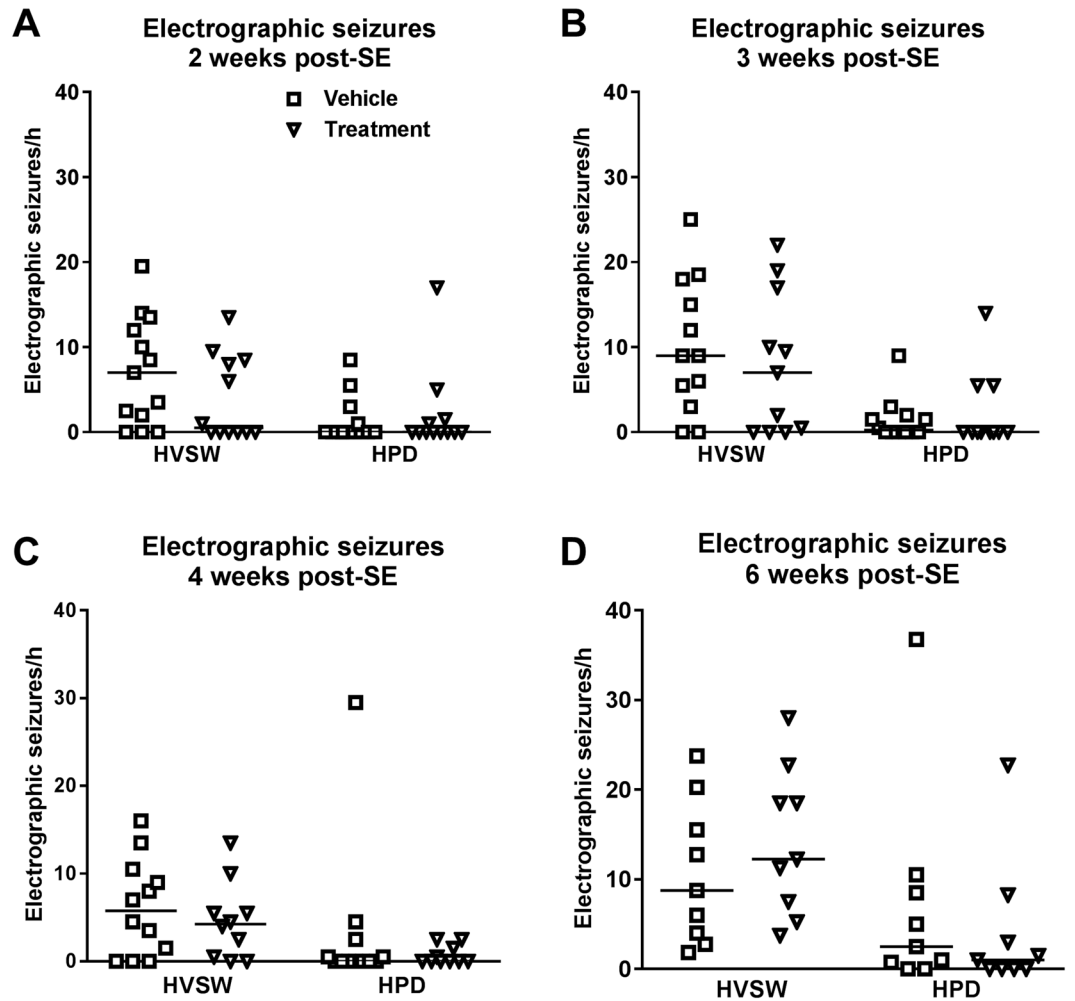 A
Electrographic seizures
2 weeks post-SE
Electrographic seizures/h
40
30
20
10
0
Vehicle
Treatment
HVSW
HPD
B
Electrographic seizures
3 weeks post-SE
Electrographic seizures/h
40
30
20
10
0
HVSW
HPD
C
Electrographic seizures
4 weeks post-SE
Electrographic seizures/h
40
30
20
10
0
HVSW
HPD
D
Electrographic seizures
6 weeks post-SE
Electrographic seizures/h
40
30
20
10
0
HVSW
HPD